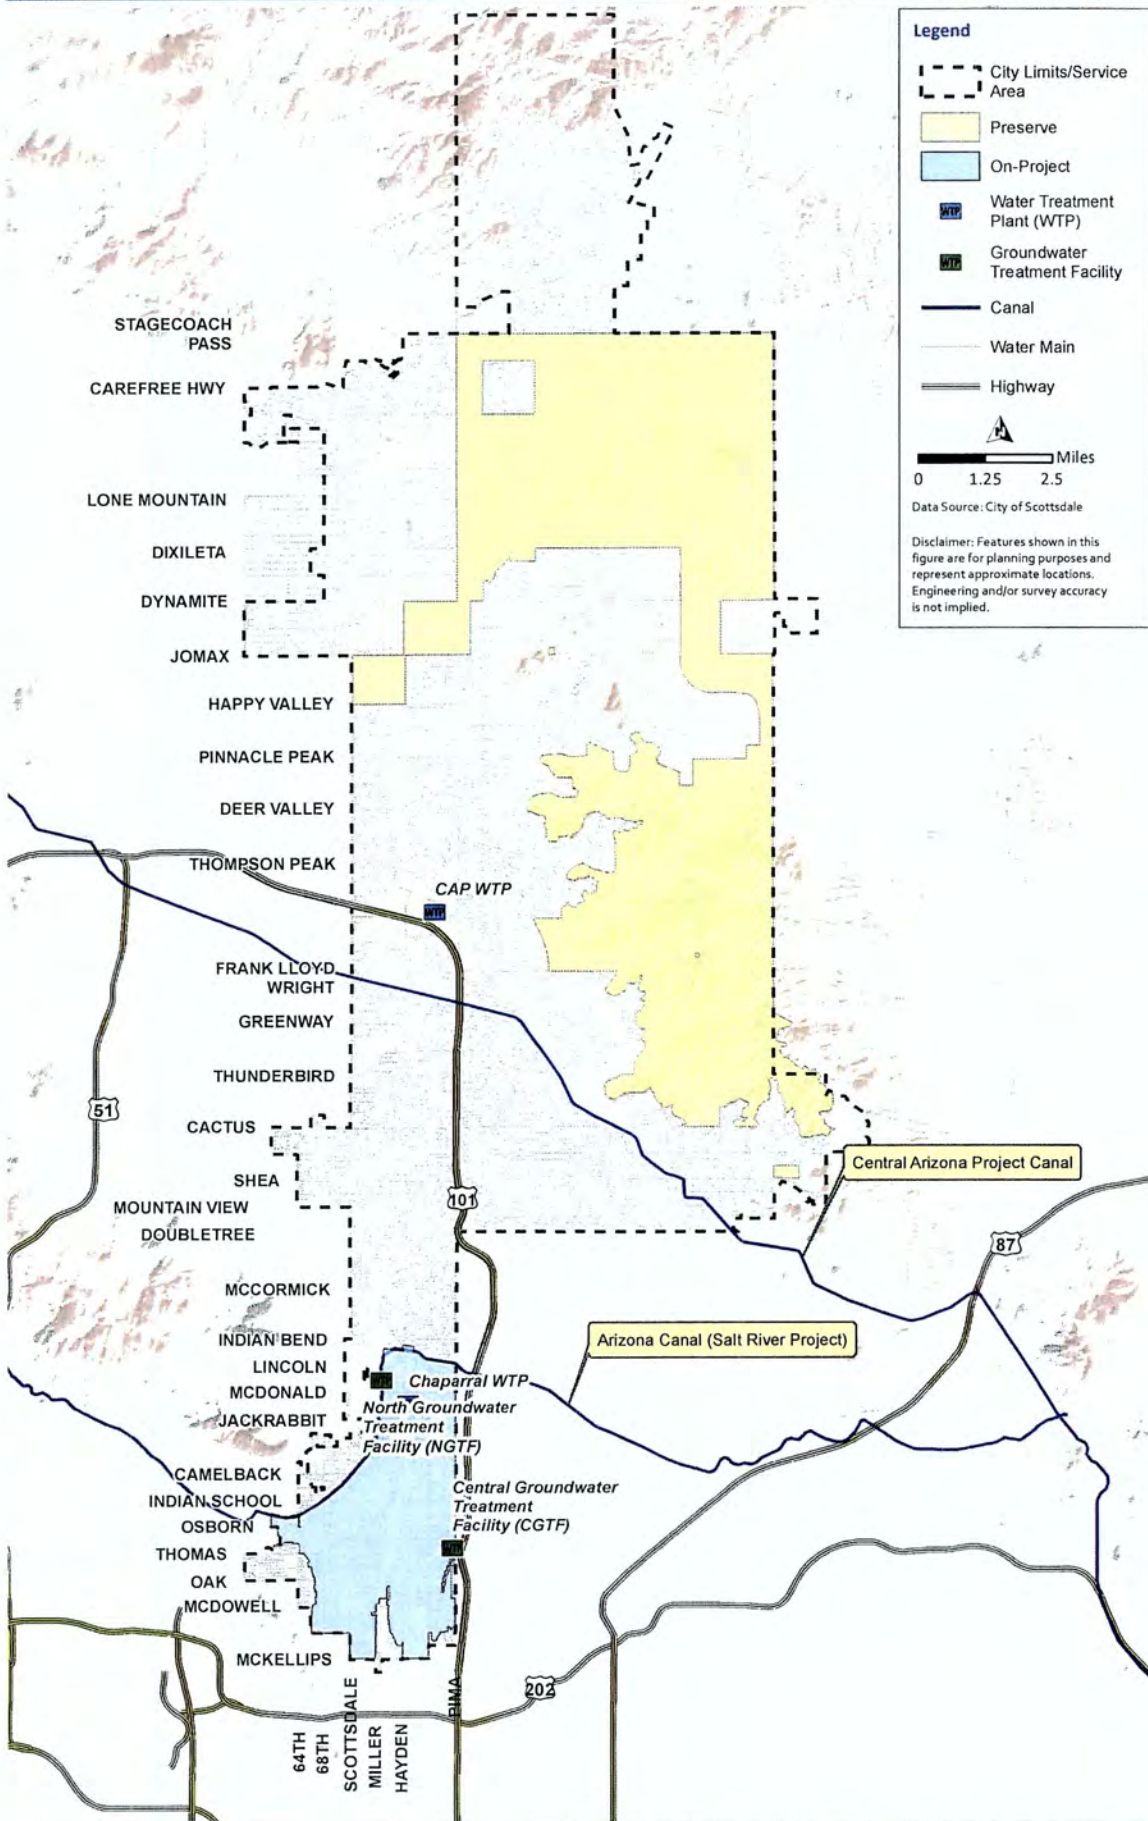 Legend
City Limits/Service
Area
Preserve
On-Project
WTP
Water Treatment
Plant (WTP)
WTP
Groundwater
Treatment Facility
Canal
Water Main
Highway
N
Miles
0 1.25 2.5
Data Source: City of Scottsdale
Disclaimer: Features shown in this
figure are for planning purposes and
represent approximate locations.
Engineering and/or survey accuracy
is not implied.
STAGECOACH
PASS
CAREFREE HWY
LONE MOUNTAIN
DIXILETA
DYNAMITE
JOMAX
HAPPY VALLEY
PINNACLE PEAK
DEER VALLEY
THOMPSON PEAK
CAP WTP
WTP
FRANK LLOYD
WRIGHT
GREENWAY
THUNDERBIRD
51
CACTUS
Central Arizona Project Canal
SHEA
101
MOUNTAIN VIEW
DOUBLETREE
87
MCCORMICK
INDIAN BEND
Arizona Canal (Salt River Project)
LINCOLN
Chaparral WTP
WTP
MCDONALD
North Groundwater
Treatment
Facility (NGTF)
JACKRABBIT
CAMELBACK
Central Groundwater
Treatment
Facility (CGTF)
INDIAN SCHOOL
OSBORN
WTP
THOMAS
OAK
MCDOWELL
MCKELLIPS
202
64TH
68TH
SCOTTSDALE
MILLER
HAYDEN
PIMA